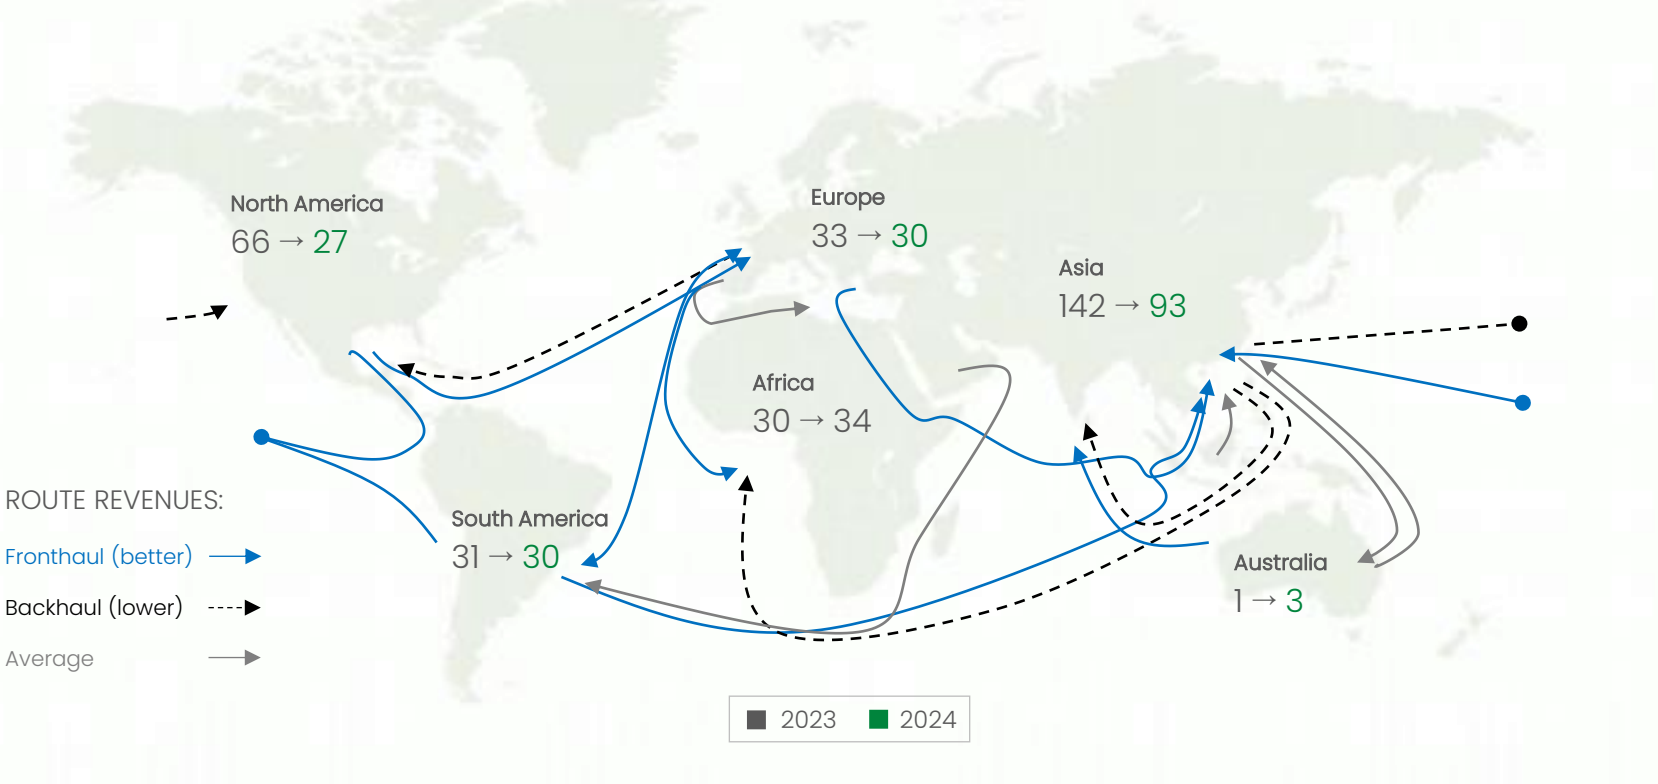 North America
66 → 27
Europe
33 → 30
Asia
142 → 93
Africa
30 → 34
South America
31 → 30
Australia
1 → 3
ROUTE REVENUES:
Fronthaul (better)
Backhaul (lower)
Average
2023 2024